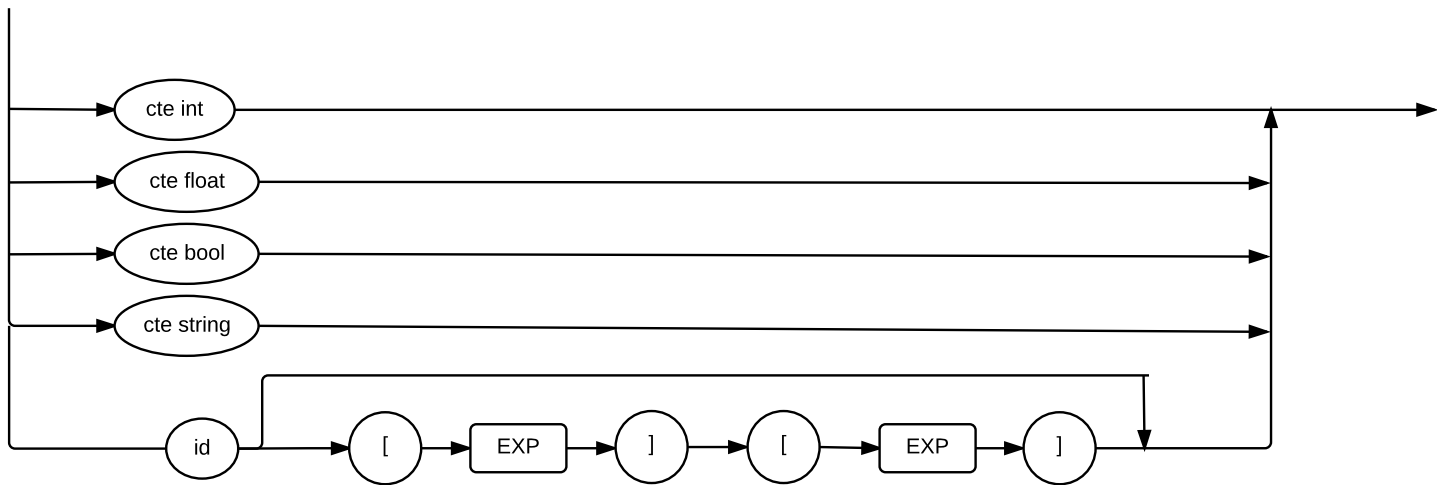 cte int
cte float
cte bool
cte string
id [ EXP ] [ EXP ]